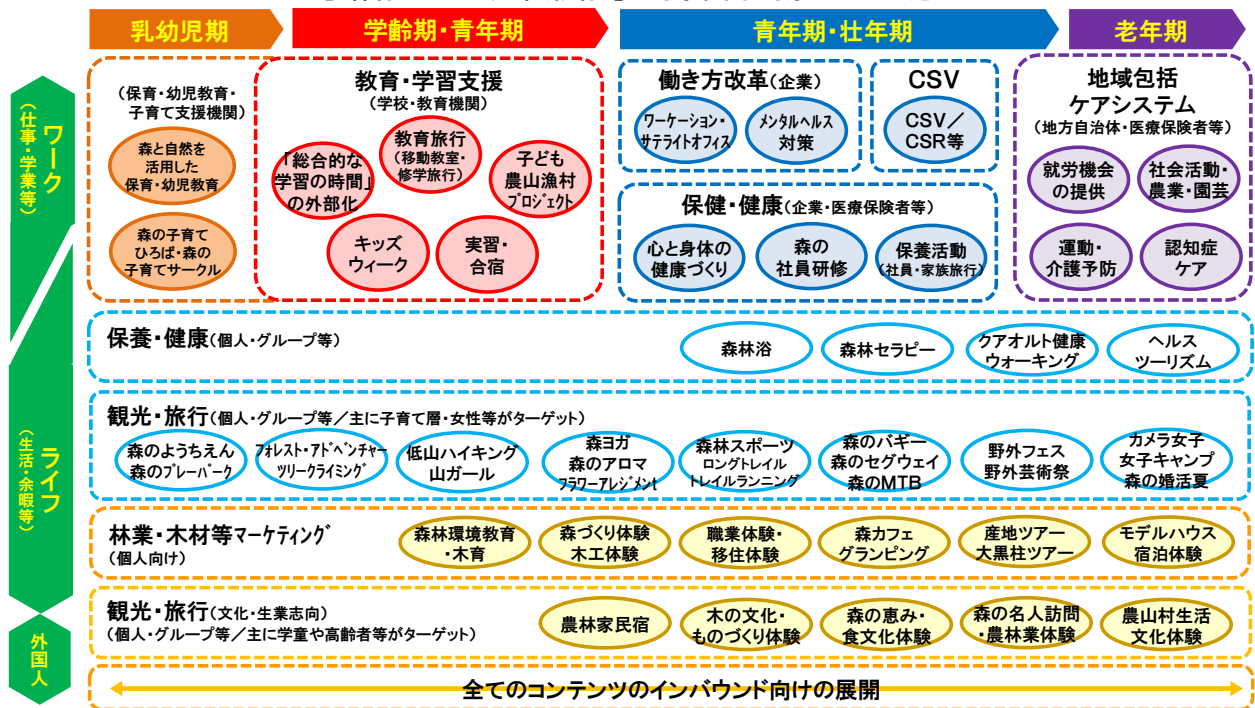 乳幼児期
学齢期・青年期
青年期・壮年期
老年期
ワーク
(仕事・学業等)
ライフ
(生活・余暇等)
外国人
(保育・幼児教育・
子育て支援機関)
森と自然を
活用した
保育・幼児教育
森の子育て
ひろば・森の
子育てサークル
教育・学習支援
(学校・教育機関)
「総合的な
学習の時間」
の外部化
教育旅行
(移動教室・
修学旅行)
子ども
農山漁村
プロジェクト
キッズ
ウィーク
実習・
合宿
働き方改革(企業)
ワーケーション・
サテライトオフィス
メンタルヘルス
対策
CSV
CSV/
CSR等
保健・健康(企業・医療保険者等)
心と身体の
健康づくり
森の
社員研修
保養活動
(社員・家族旅行)
地域包括
ケアシステム
(地方自治体・医療保険者等)
就労機会
の提供
社会活動・
農業・園芸
運動・
介護予防
認知症
ケア
保養・健康(個人・グループ等)
森林浴
森林セラピー
クアオルト健康
ウォーキング
ヘルス
ツーリズム
観光・旅行(個人・グループ等/主に子育て層・女性等がターゲット)
森のようちえん
森のプレーパーク
フォレスト・アドベンチャー
ツリークライミング
低山ハイキング
山ガール
森ヨガ
森のアロマ
フラワーアレジメント
森林スポーツ
ロングトレイル
トレイルランニング
森のバギー
森のセグウェイ
森のMTB
野外フェス
野外芸術祭
カメラ女子
女子キャンプ
森の婚活夏
林業・木材等マーケティング
(個人向け)
森林環境教育
・木育
森づくり体験
木工体験
職業体験・
移住体験
森カフェ
グランピング
産地ツアー
大黒柱ツアー
モデルハウス
宿泊体験
観光・旅行(文化・生業志向)
(個人・グループ等/主に学童や高齢者等がターゲット)
農林家民宿
木の文化・
ものづくり体験
森の恵み・
食文化体験
森の名人訪問
・農林業体験
農山村生活
文化体験
全てのコンテンツのインバウンド向けの展開